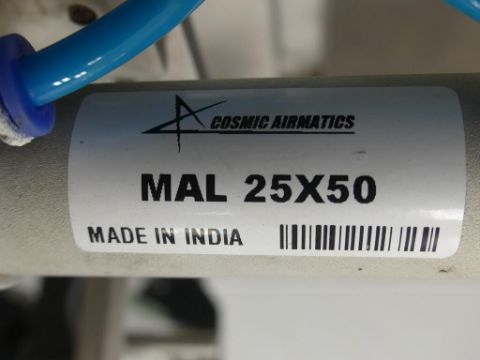 COSMIC AIRMATICS
MAL 25X50
MADE IN INDIA